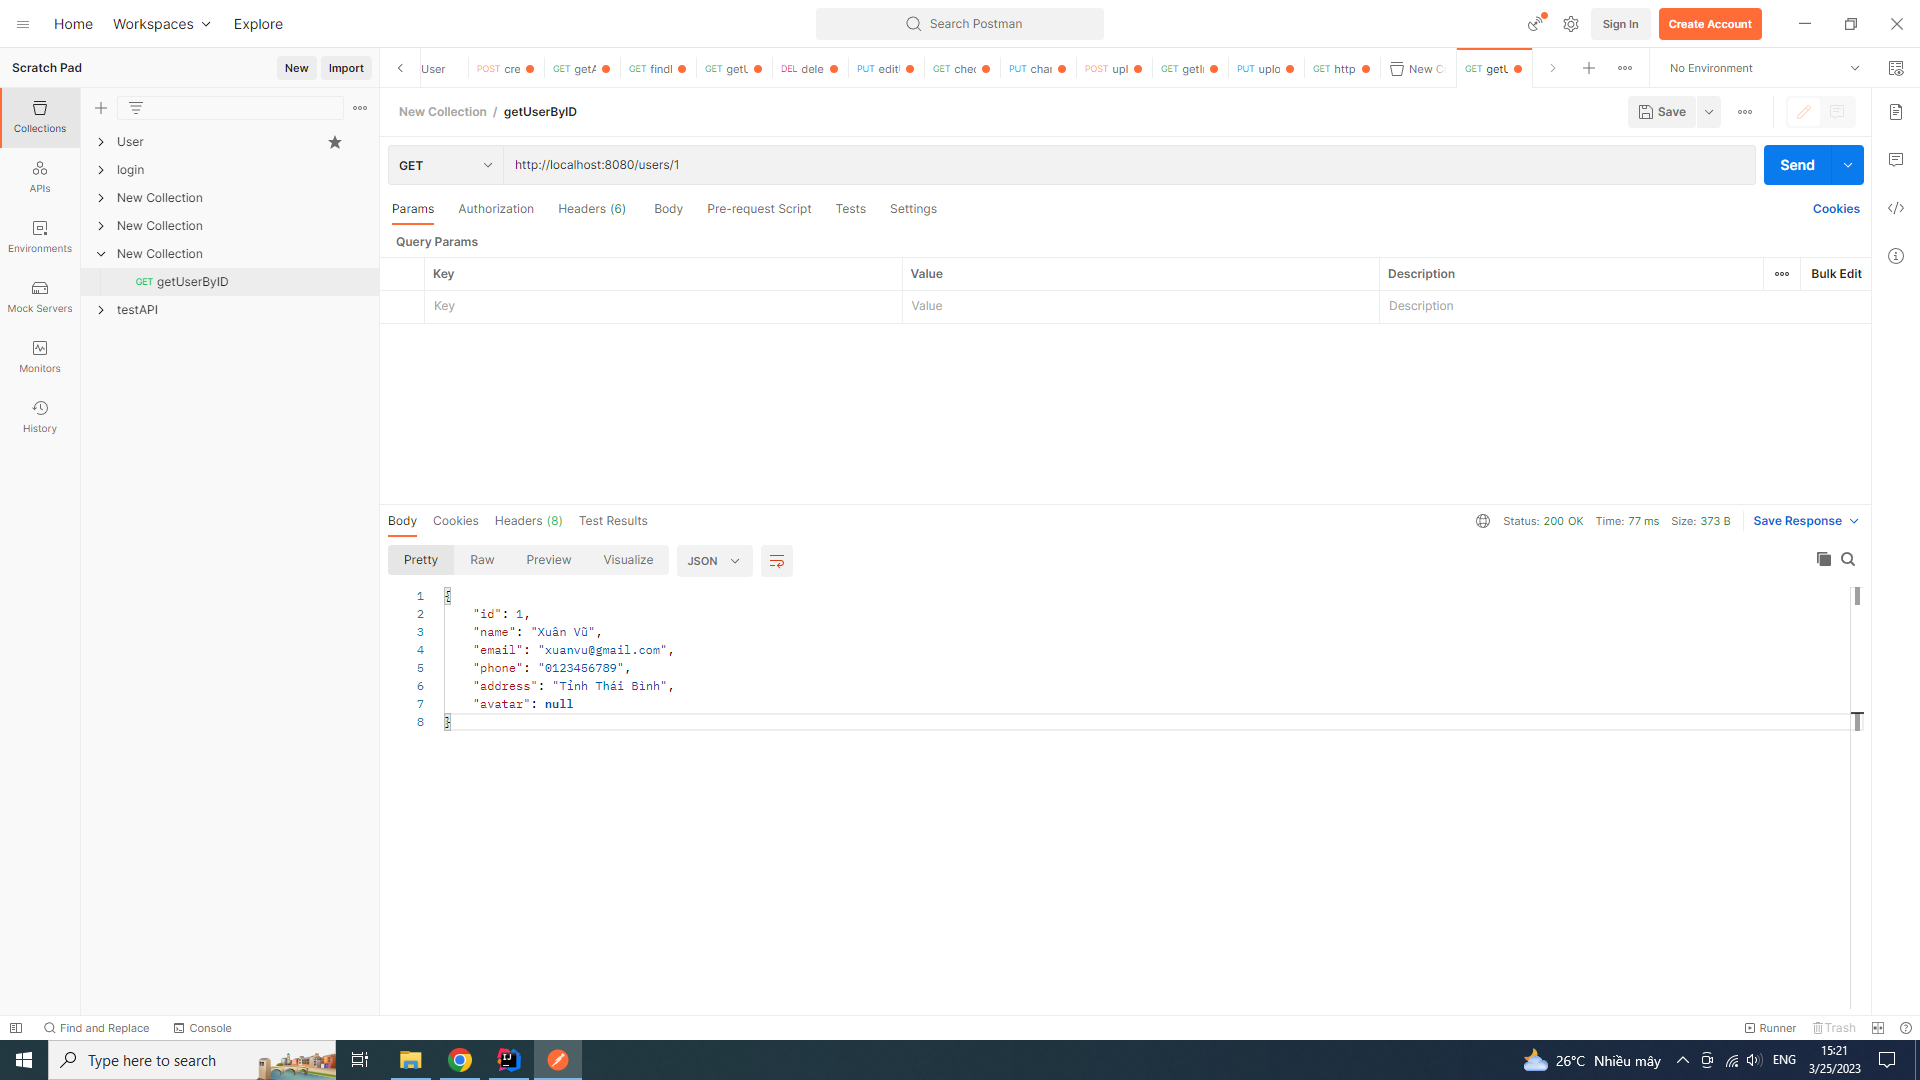 Home Workspaces Explore Search Postman Sign In Create Account
Scratch Pad New Import User POST cre GET getA GET findI GET getU DEL dele PUT edit GET chec PUT char POST upl GET getI PUT uplo GET http New C GET getU No Environment
Collections
APIs
Environments
Mock Servers
Monitors
History
User
login
New Collection
New Collection
New Collection
GET getUserByID
testAPI
New Collection / getUserByID Save
GET http://localhost:8080/users/1 Send
Params Authorization Headers (6) Body Pre-request Script Tests Settings Cookies
Query Params
Key Value Description Bulk Edit
Key Value Description
Body Cookies Headers (8) Test Results Status: 200 OK Time: 77 ms Size: 373 B Save Response
Pretty Raw Preview Visualize JSON
1 {
2 "id": 1,
3 "name": "Xuân Vũ",
4 "email": "xuanvu@gmail.com",
5 "phone": "0123456789",
6 "address": "Tỉnh Thái Bình",
7 "avatar": null
8 }
Find and Replace Console Runner Trash
Type here to search 26°C Nhiều mây ENG 15:21
3/25/2023